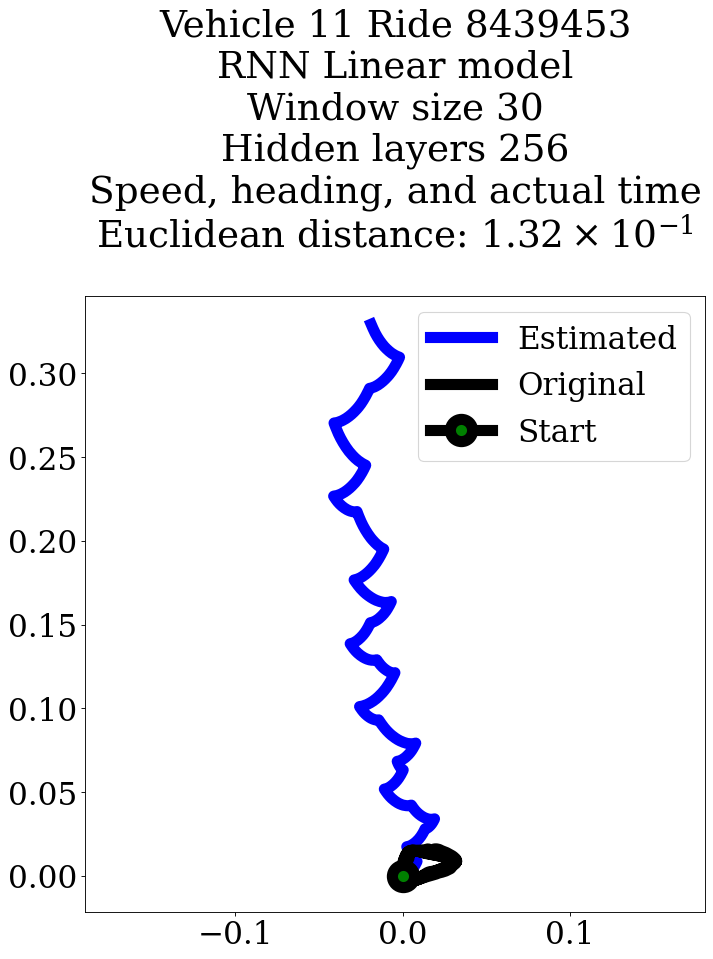 Vehicle 11 Ride 8439453
RNN Linear model
Window size 30
Hidden layers 256
Speed, heading, and actual time
Euclidean distance: 1.32 × 10⁻¹
Estimated
Original
Start
0.30
0.25
0.20
0.15
0.10
0.05
0.00
−0.1 0.0 0.1